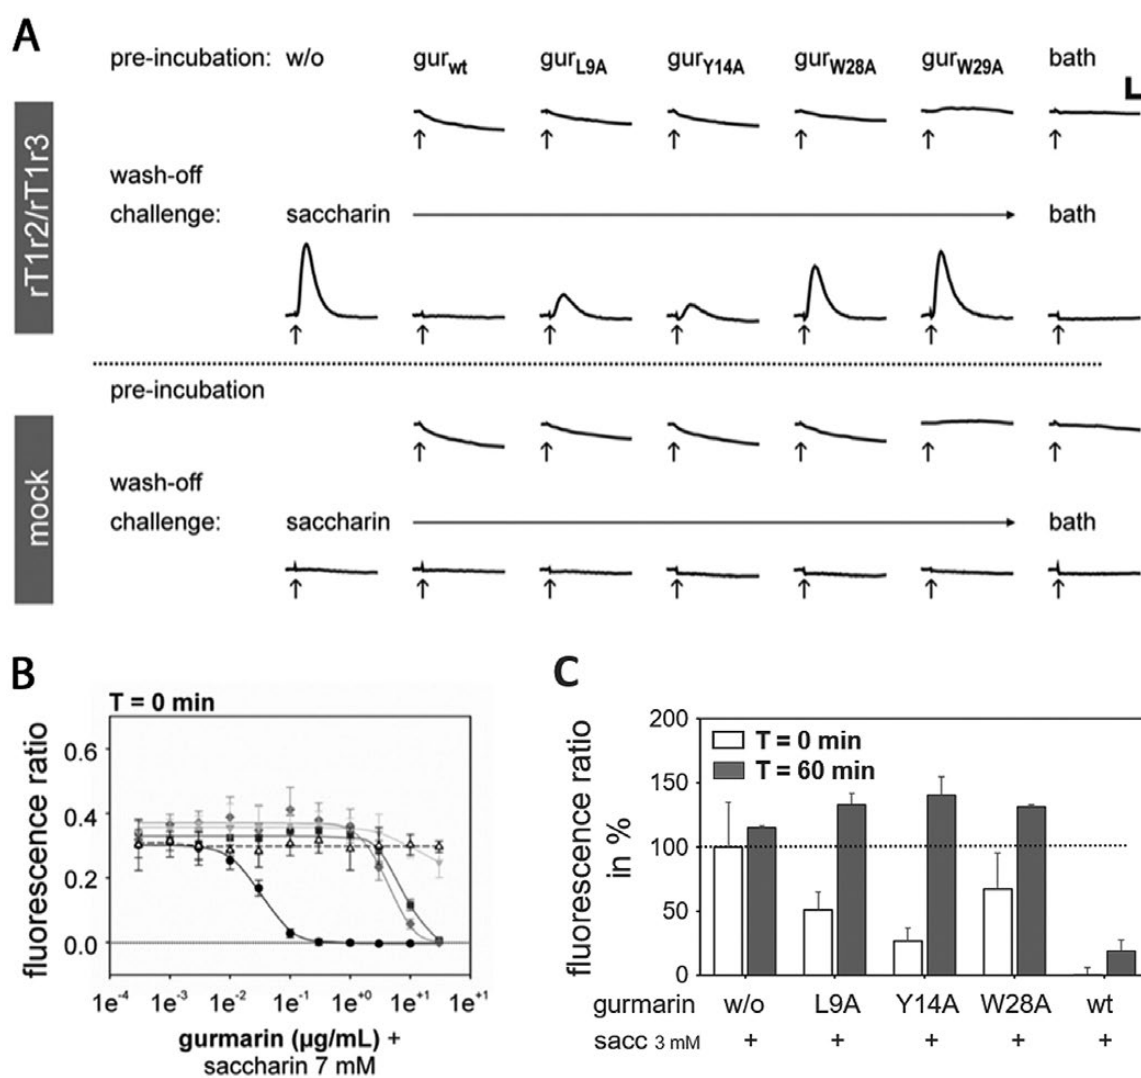 A
pre-incubation: w/o gurwt gurL9A gurY14A gurW28A gurW29A bath
rT1r2/rT1r3
wash-off
challenge: saccharin bath
pre-incubation
mock
wash-off
challenge: saccharin bath
B
T = 0 min
fluorescence ratio
0.6
0.4
0.2
0.0
1e-4 1e-3 1e-2 1e-1 1e+0 1e+1 1e+1
gurmarin (µg/mL) +
saccharin 7 mM
C
fluorescence ratio
in %
200
150
100
50
0
T = 0 min
T = 60 min
gurmarin w/o L9A Y14A W28A wt
sacc 3 mM + + + + +